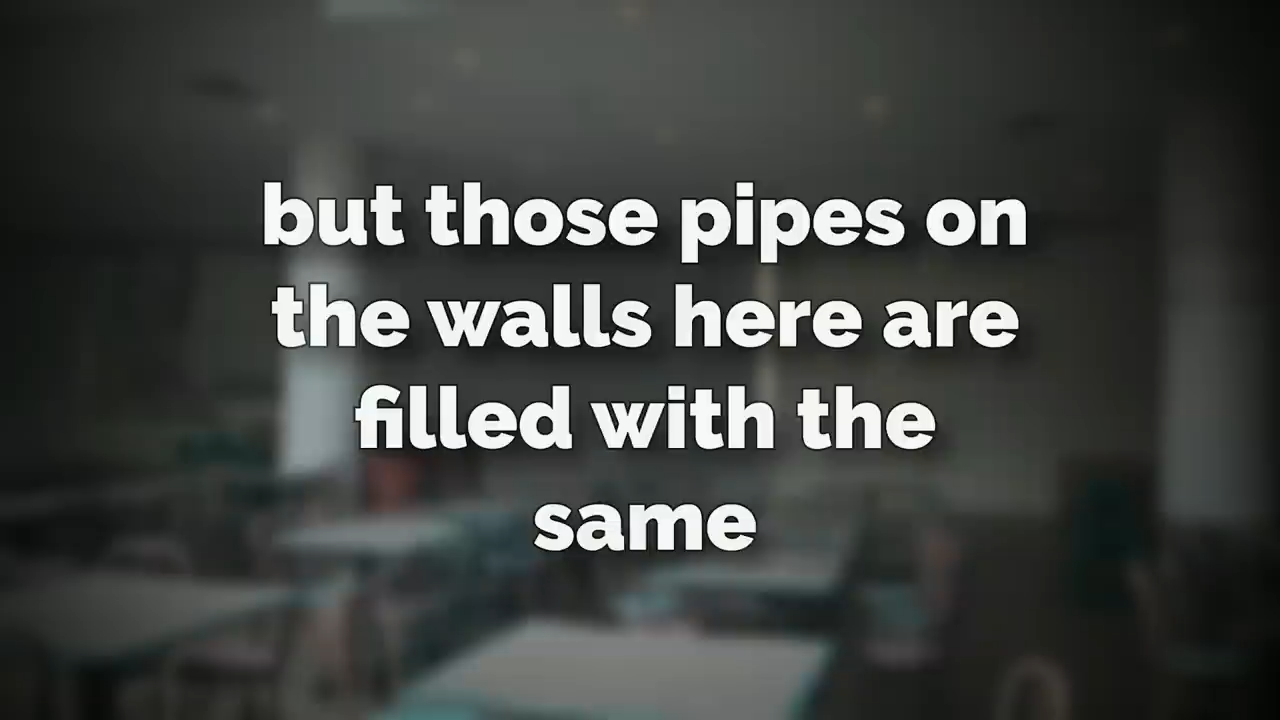 but those pipes on
the walls here are
filled with the
same